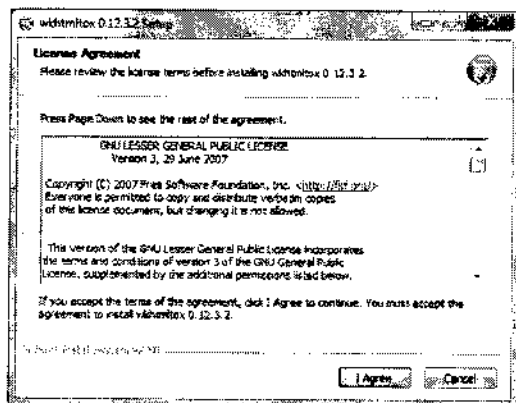 0.12.3.2 Setup
License Agreement
Please review the license terms before installing 0.12.3.2.
Press Page Down to see the rest of the agreement.
GNU LESSER GENERAL PUBLIC LICENSE
Version 3, 29 June 2007
Copyright (C) 2007 Free Software Foundation, Inc. <http://fsf.org/>
Everyone is permitted to copy and distribute verbatim copies
of this license document, but changing it is not allowed.
This version of the GNU Lesser General Public License incorporates
the terms and conditions of version 3 of the GNU General Public
License, supplemented by the additional permissions listed below.
If you accept the terms of the agreement, click I Agree to continue. You must accept the
agreement to install 0.12.3.2.
I Agree
Cancel